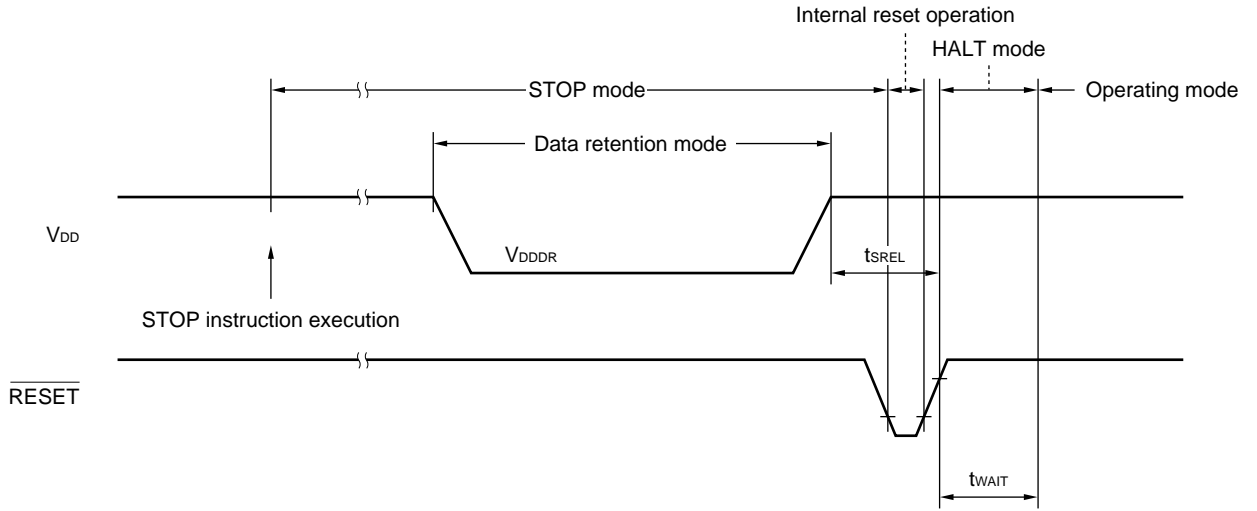 Internal reset operation
HALT mode
STOP mode
Operating mode
Data retention mode
VDD
VDDDR
tSREL
STOP instruction execution
RESET
tWAIT